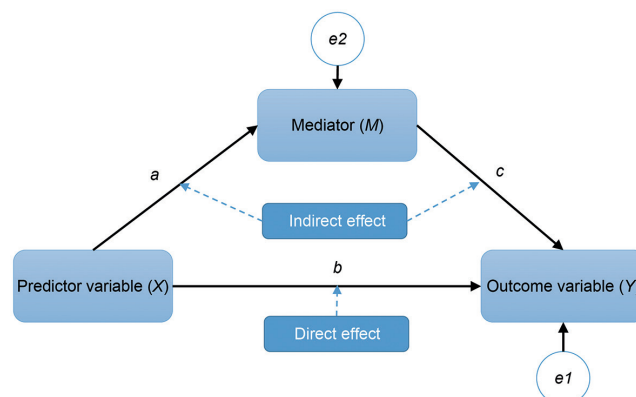 e2
Mediator (M)
a
c
Indirect effect
b
Predictor variable (X)
Outcome variable (Y
Direct effect
e1